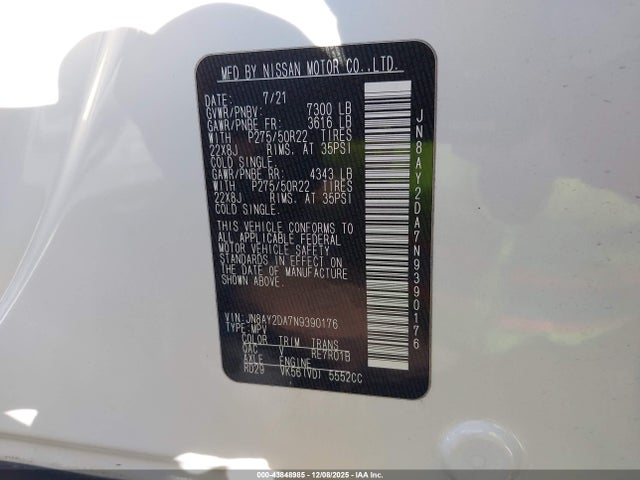 MFD BY NISSAN MOTOR CO.,LTD.
DATE: 7/21
GVWR/PNBV: 7300 LB
GAWR/PNBE FR: 3616 LB
WITH P275/50R22 TIRES
22X8J RIMS. AT 35PSI
COLD SINGLE.
GAWR/PNBE RR: 4343 LB
WITH P275/50R22 TIRES
22X8J RIMS. AT 35PSI
COLD SINGLE.
THIS VEHICLE CONFORMS TO
ALL APPLICABLE FEDERAL
MOTOR VEHICLE SAFETY
STANDARDS IN EFFECT ON
THE DATE OF MANUFACTURE
SHOWN ABOVE.
VIN: JN8AY2DA7N9390176
TYPE: MPV
COLOR TRIM TRANS
QAC V RE7R01B
AXLE ENGINE
RD29 VK56(VD) 5552CC
JN8AY2DA7N9390176
000-43848985 | 12/08/2025 - IAA Inc.